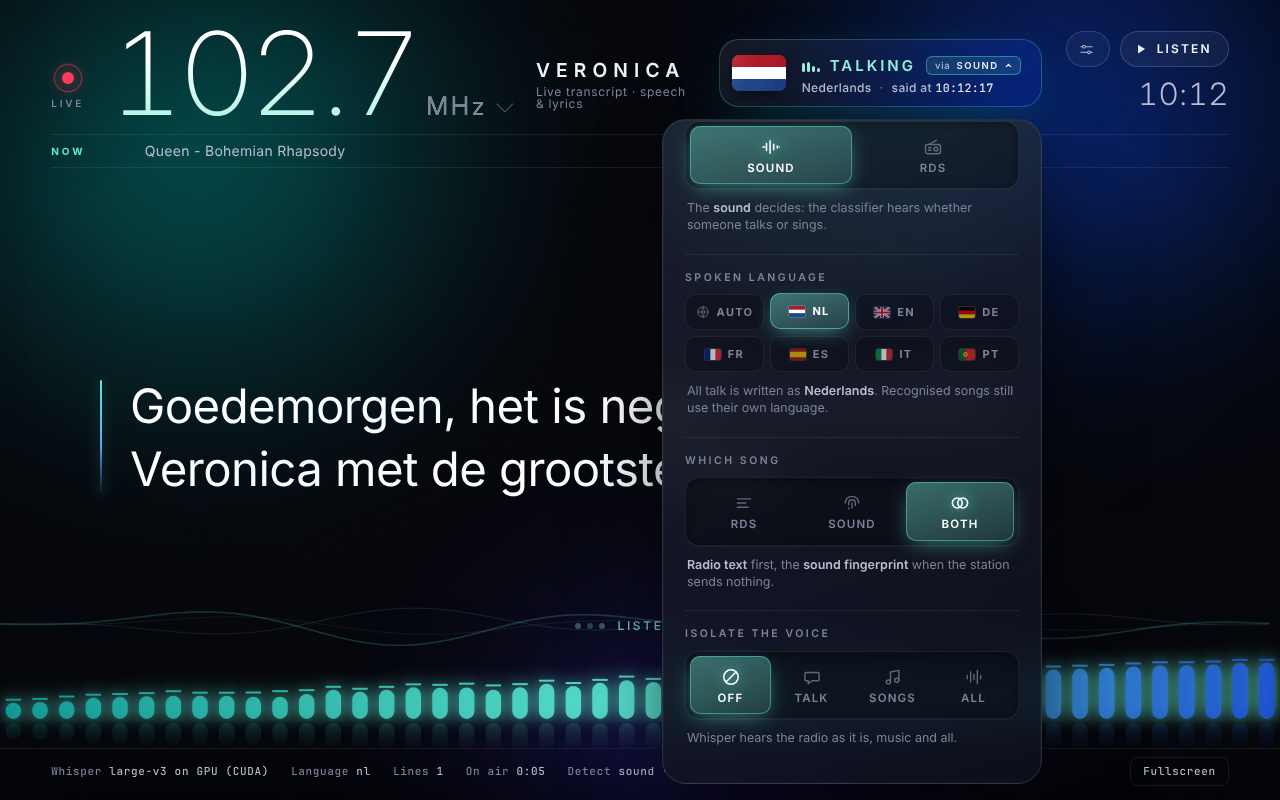 LIVE
102.7 MHz
VERONICA
Live transcript · speech
& lyrics
TALKING via SOUND
Nederlands · said at 10:12:17
LISTEN
10:12
NOW Queen - Bohemian Rhapsody
SOUND RDS
The sound decides: the classifier hears whether
someone talks or sings.
SPOKEN LANGUAGE
AUTO NL EN DE
FR ES IT PT
All talk is written as Nederlands. Recognised songs still
use their own language.
WHICH SONG
RDS SOUND BOTH
Radio text first, the sound fingerprint when the station
sends nothing.
ISOLATE THE VOICE
OFF TALK SONGS ALL
Whisper hears the radio as it is, music and all.
Goedemorgen, het is
Veronica met de
Whisper large-v3 on GPU (CUDA) Language nl Lines 1 On air 0:05 Detect sound
Fullscreen